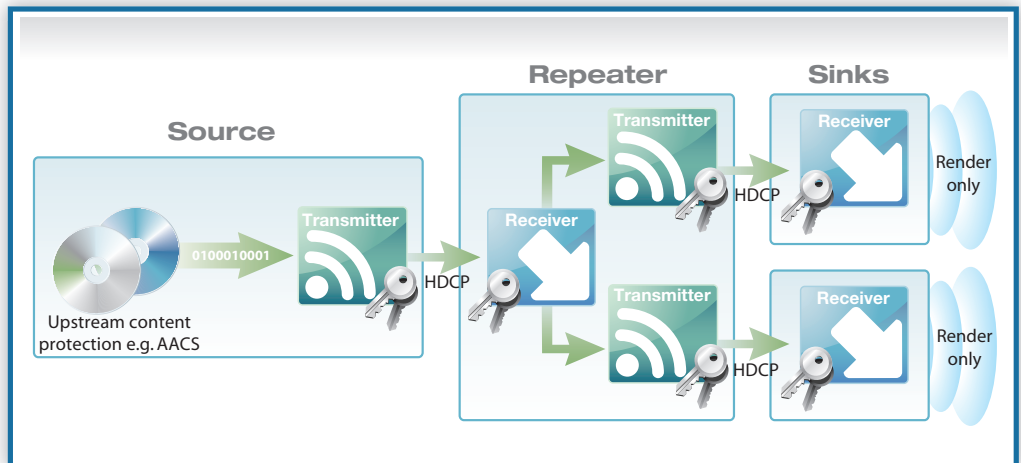 Source
Repeater
Sinks
0100010001
Upstream content
protection e.g. AACS
Transmitter
HDCP
Receiver
Transmitter
HDCP
Receiver
Render
only
Transmitter
HDCP
Receiver
Render
only